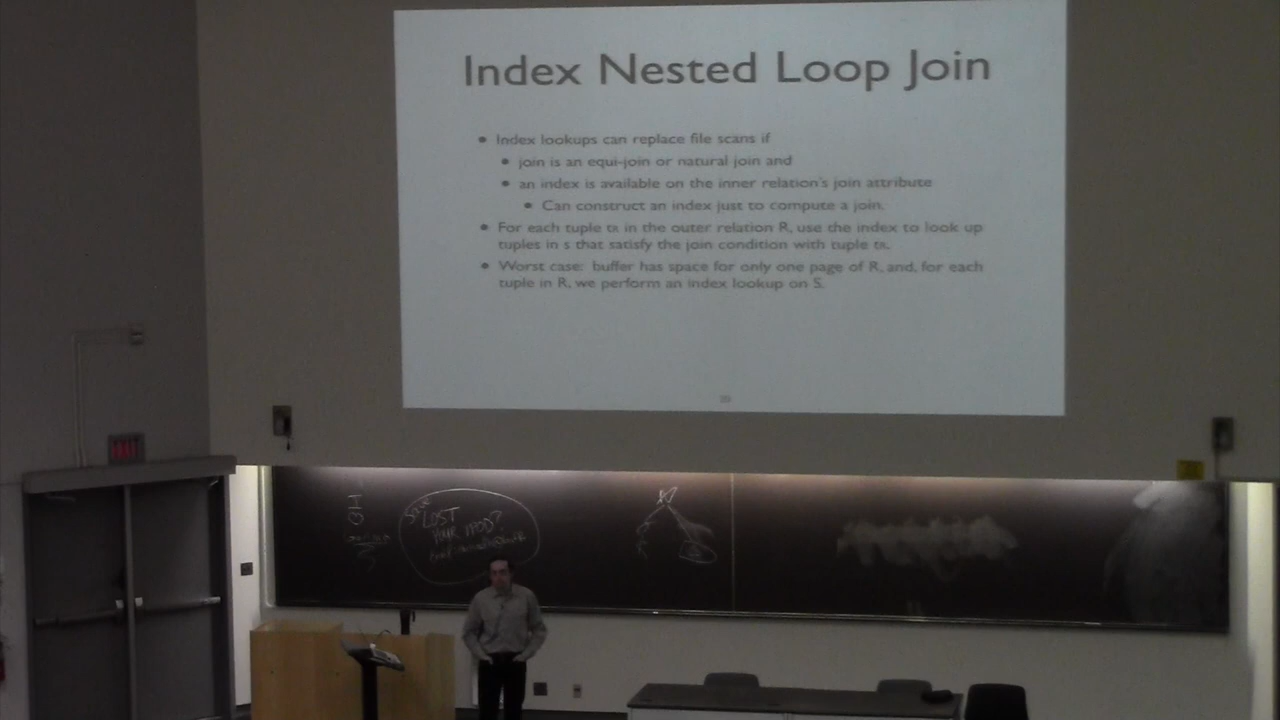 Index Nested Loop Join
• Index lookups can replace file scans if
• join is an equi-join or natural join and
• an index is available on the inner relation's join attribute
• Can construct an index just to compute a join.
• For each tuple tR in the outer relation R, use the index to look up
tuples in s that satisfy the join condition with tuple tR.
• Worst case: buffer has space for only one page of R, and, for each
tuple in R, we perform an index lookup on S.
EXIT
LOST
YOUR IPOD?